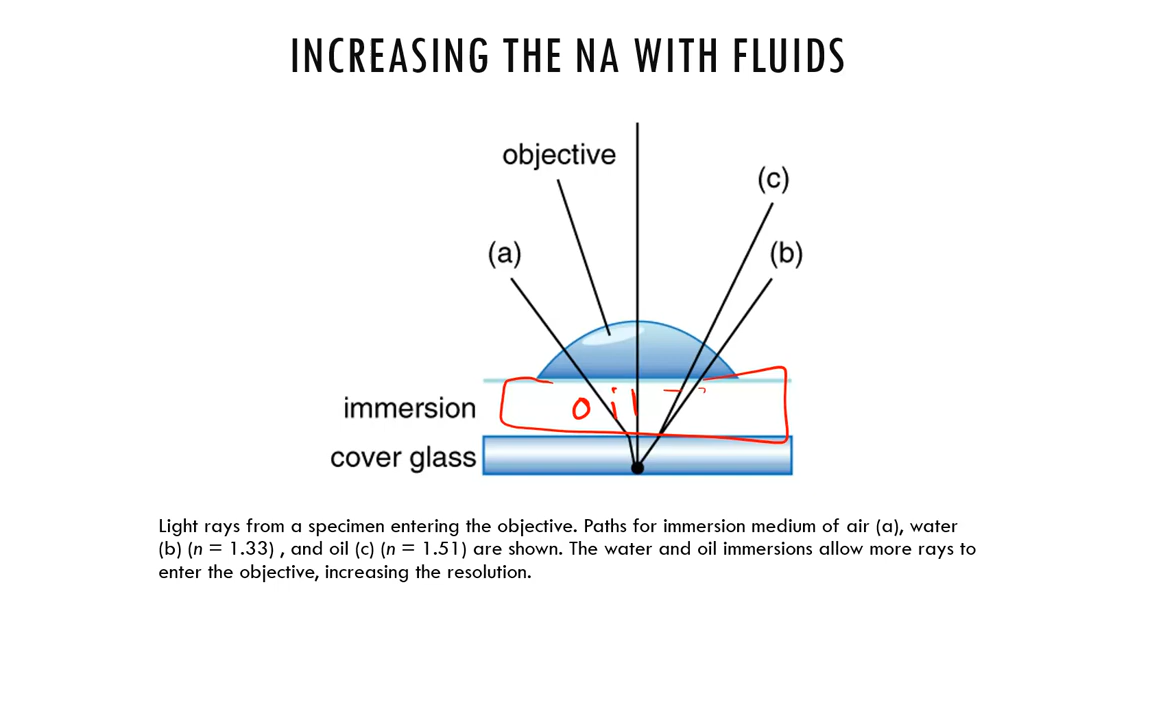 INCREASING THE NA WITH FLUIDS
objective
(c)
(a)
(b)
immersion
oil
cover glass
Light rays from a specimen entering the objective. Paths for immersion medium of air (a), water
(b) (n = 1.33) , and oil (c) (n = 1.51) are shown. The water and oil immersions allow more rays to
enter the objective, increasing the resolution.